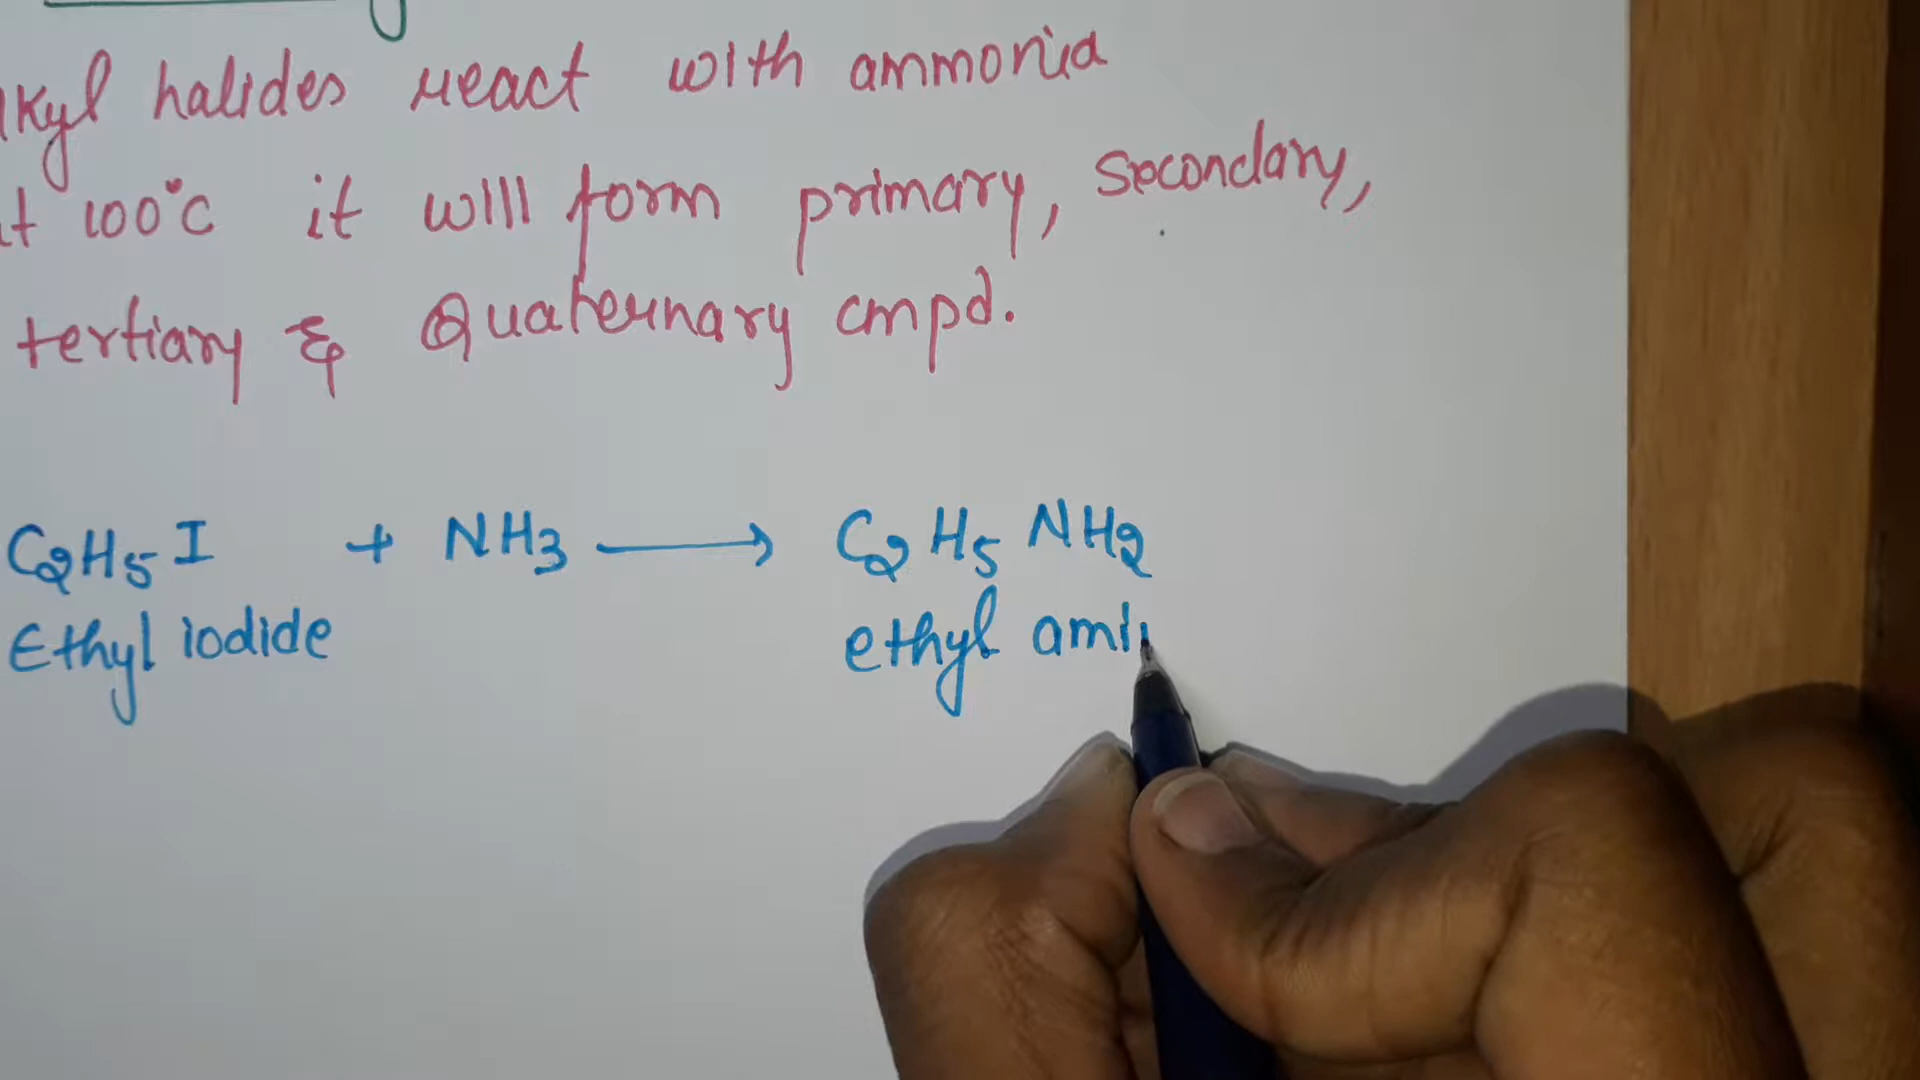 lkyl halides react with ammonia
at 100°C it will form primary, secondary,
tertiary & Quaternary cmpd.
C2H5I + NH3 ⟶ C2H5NH2
Ethyl iodide ethyl ami